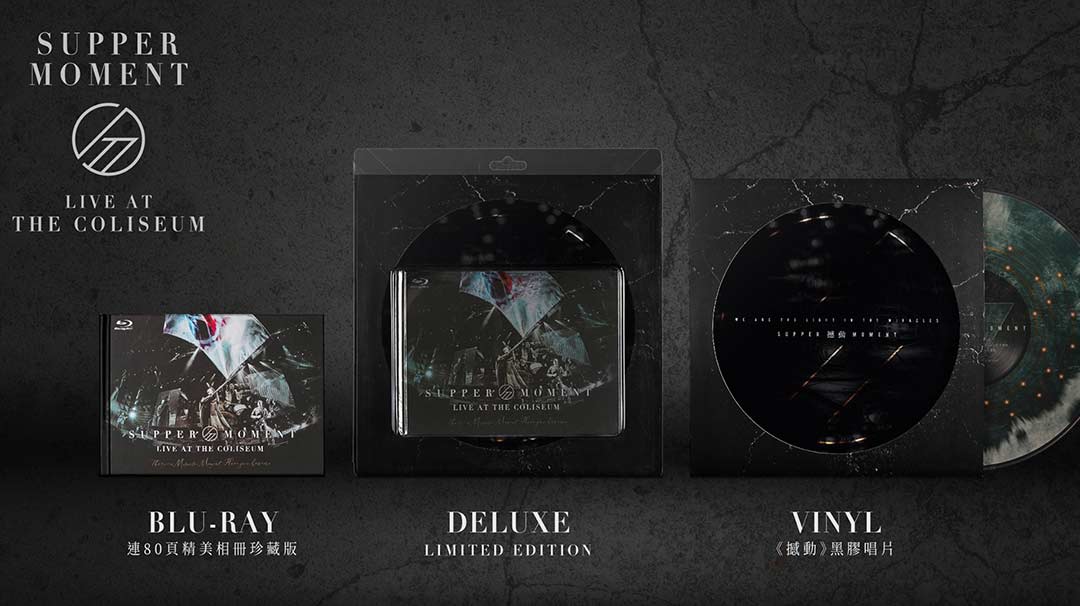 SUPPER
MOMENT
LIVE AT
THE COLISEUM
SUPPER MOMENT
LIVE AT THE COLISEUM
SUPPER MOMENT
LIVE AT THE COLISEUM
WE ARE THE LIGHT IN THE MIRACLES
SUPPER 撼動 MOMENT
MOMENT
BLU-RAY
連80頁精美相冊珍藏版
DELUXE
LIMITED EDITION
VINYL
《撼動》黑膠唱片